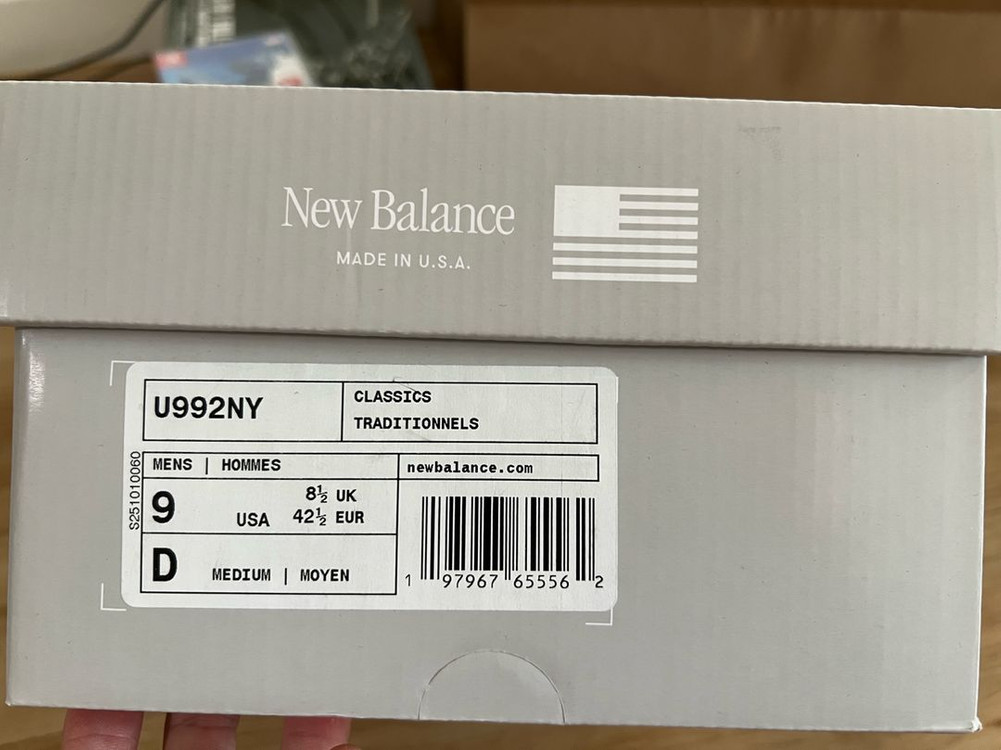 New Balance
MADE IN U.S.A.
U992NY
CLASSICS
TRADITIONNELS
MENS | HOMMES
newbalance.com
S251010060
9
USA
8½ UK
42½ EUR
D
MEDIUM | MOYEN
1 97967 65556 2